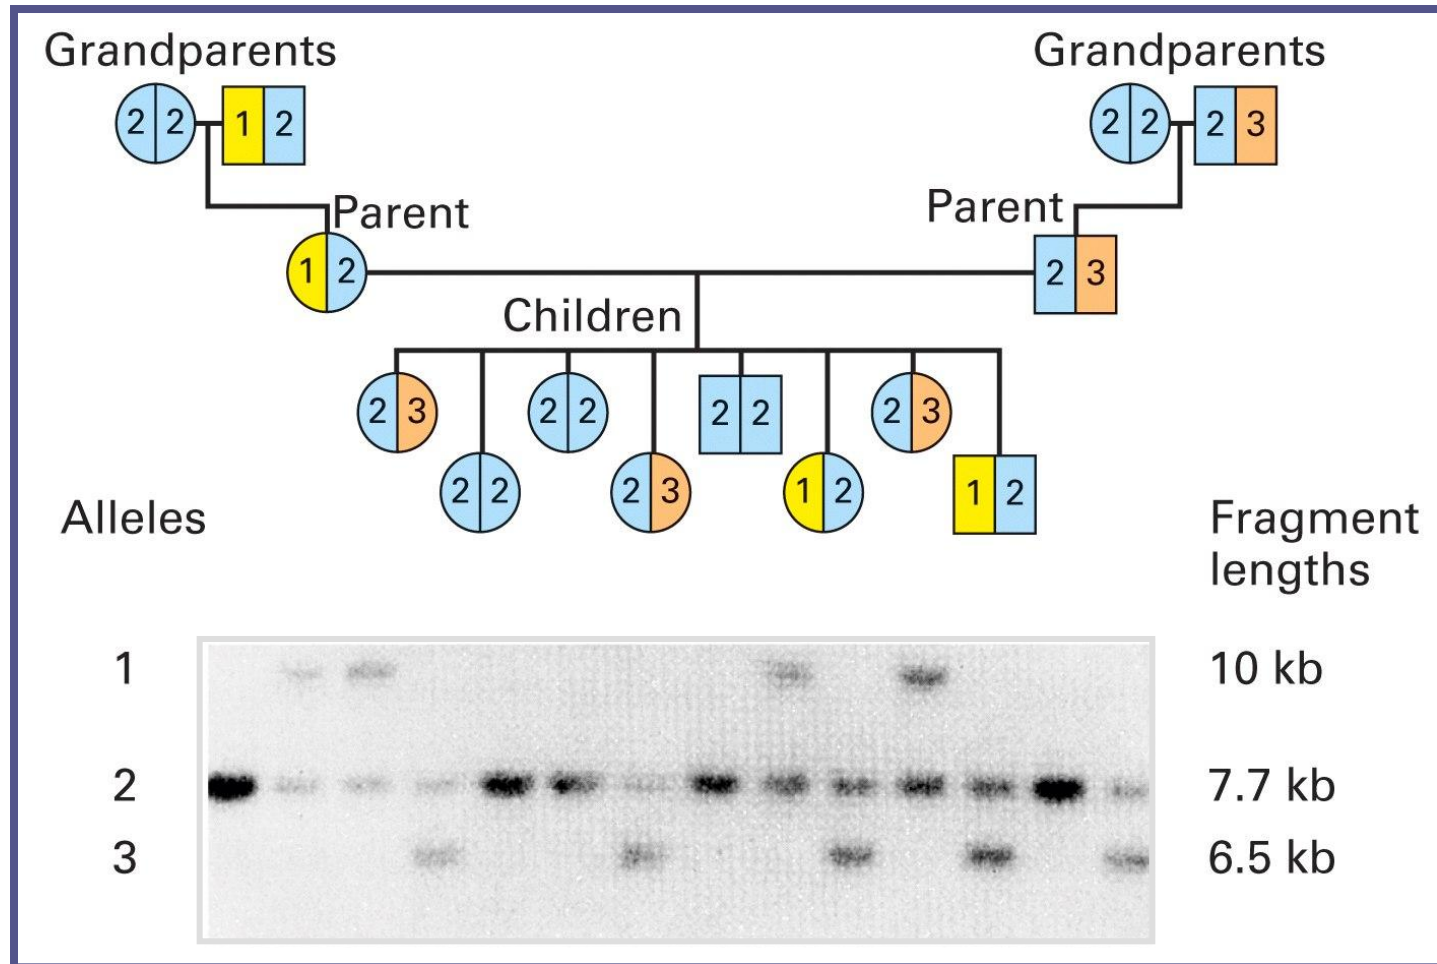 Grandparents
Grandparents
2 2 1 2
2 2 2 3
Parent
Parent
1 2
2 3
Children
2 3
2 2
2 2
2 3
2 2
1 2
2 3
1 2
Alleles
Fragment
lengths
1
10 kb
2
7.7 kb
3
6.5 kb